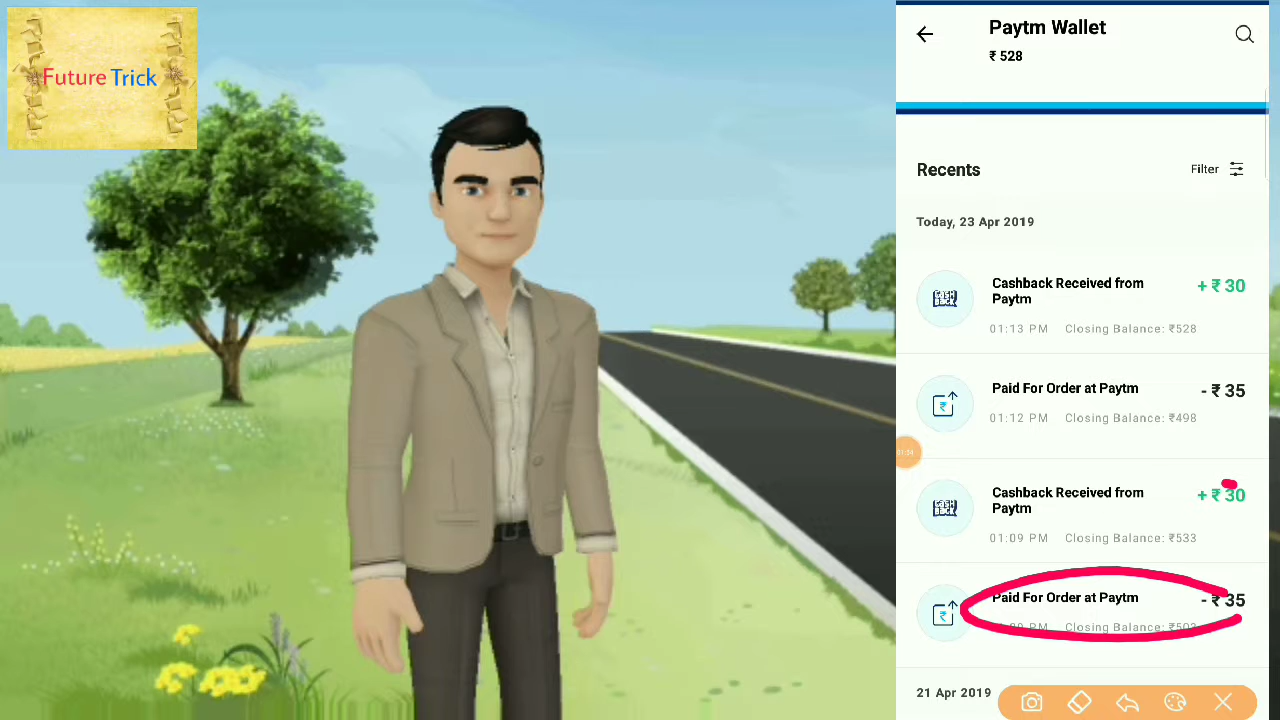 Future Trick
Paytm Wallet
₹ 528
Recents
Filter
Today, 23 Apr 2019
Cashback Received from
Paytm
+ ₹ 30
01:13 PM Closing Balance: ₹528
Paid For Order at Paytm
- ₹ 35
01:12 PM Closing Balance: ₹498
Cashback Received from
Paytm
+ ₹ 30
01:09 PM Closing Balance: ₹533
Paid For Order at Paytm
- ₹ 35
PM Closing Balance: ₹503
21 Apr 2019